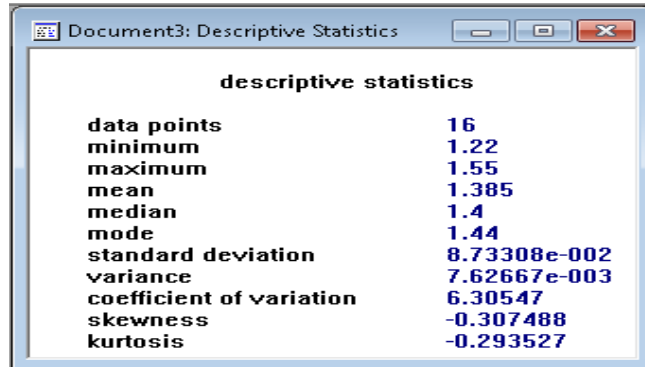 Document3: Descriptive Statistics
descriptive statistics
data points 16
minimum 1.22
maximum 1.55
mean 1.385
median 1.4
mode 1.44
standard deviation 8.73308e-002
variance 7.62667e-003
coefficient of variation 6.30547
skewness -0.307488
kurtosis -0.293527